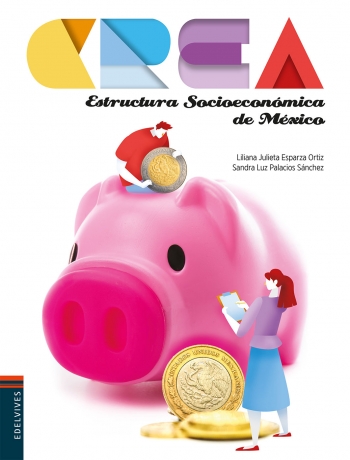 CREA
Estructura Socioeconómica
de México
Liliana Julieta Esparza Ortiz
Sandra Luz Palacios Sánchez
EDELVIVES